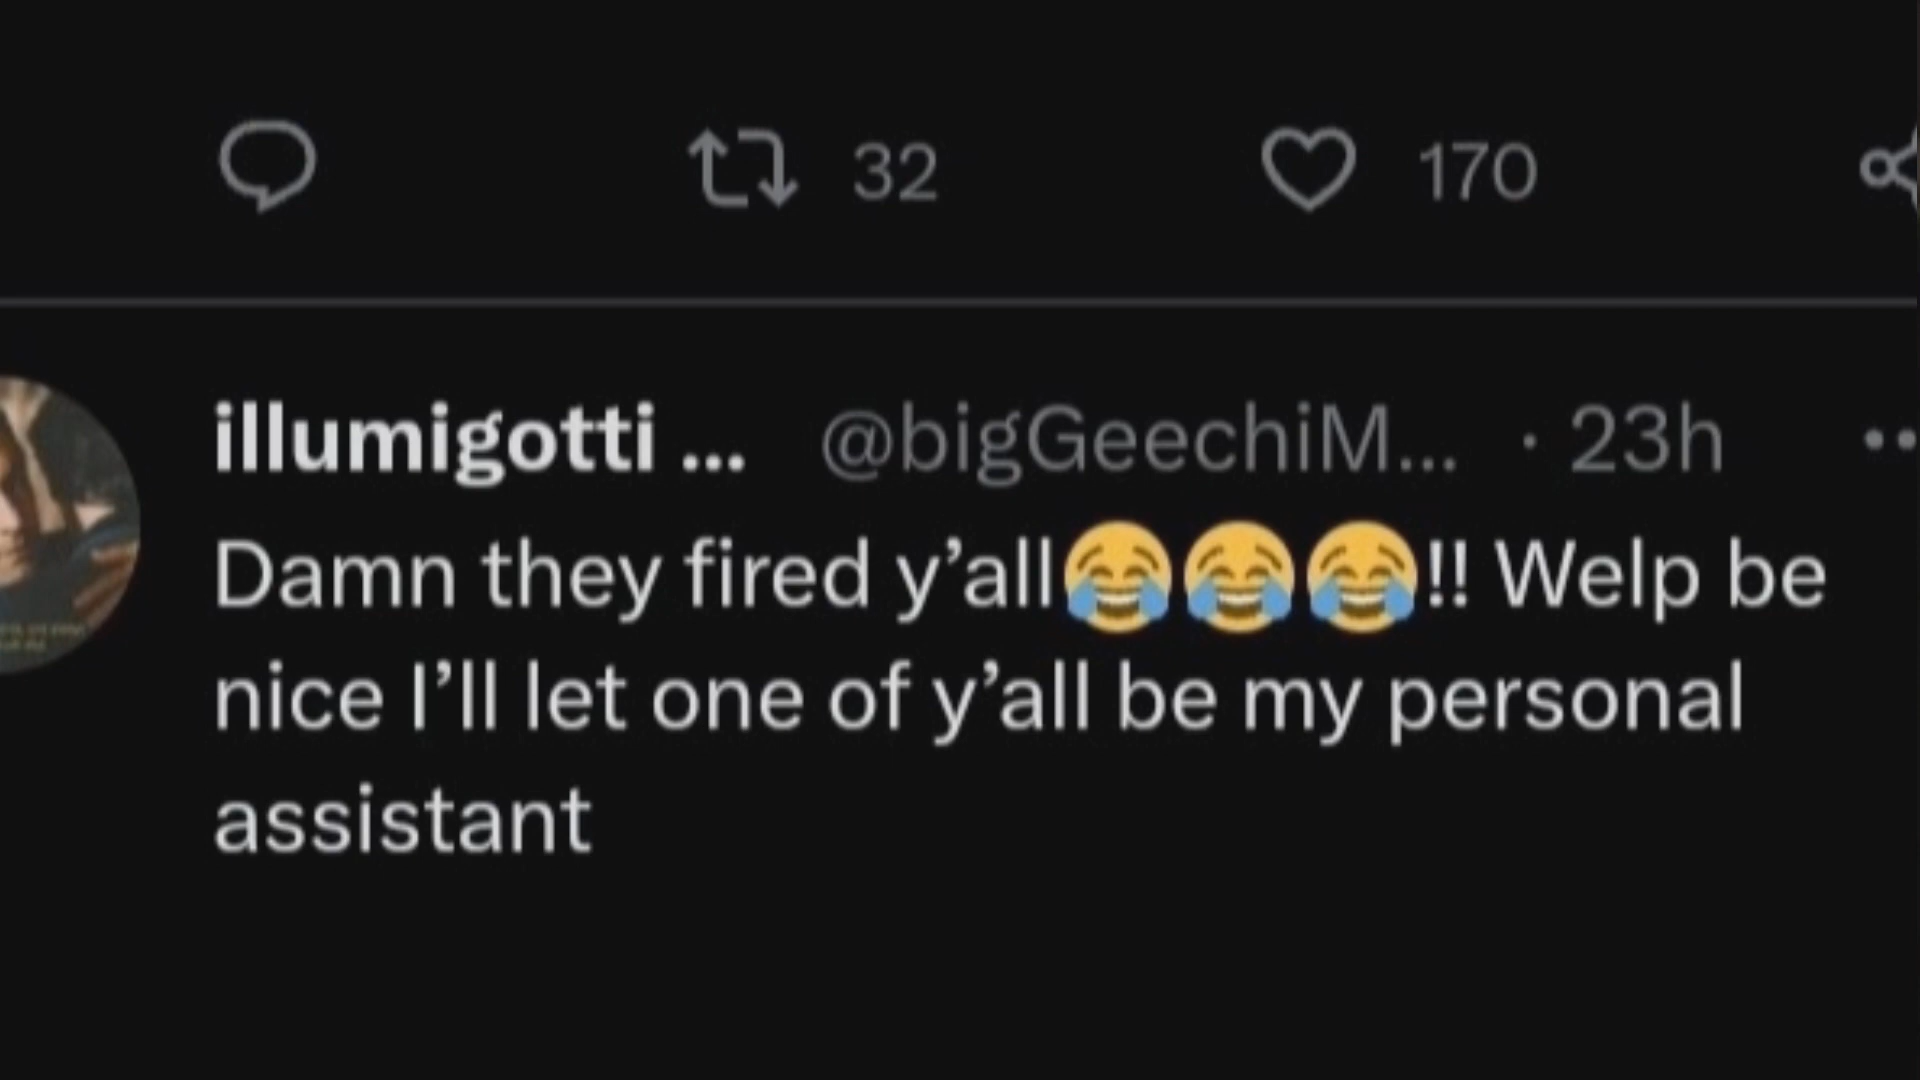 32 170
illumigotti ... @bigGeechiM... · 23h
Damn they fired y’all😂😂😂!! Welp be
nice I’ll let one of y’all be my personal
assistant